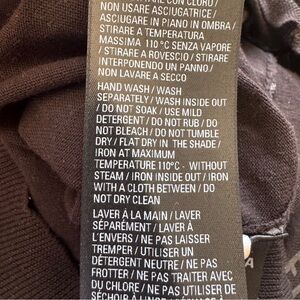 NON USARE ASCIUGATRICE /
ASCIUGARE IN PIANO IN OMBRA /
STIRARE A TEMPERATURA
MASSIMA 110°C SENZA VAPORE
/ STIRARE A ROVESCIO / STIRARE
INTERPONENDO UN PANNO /
NON LAVARE A SECCO
HAND WASH / WASH
SEPARATELY / WASH INSIDE OUT
/ DO NOT SOAK / USE MILD
DETERGENT / DO NOT RUB / DO
NOT BLEACH / DO NOT TUMBLE
DRY / FLAT DRY IN THE SHADE /
IRON AT MAXIMUM
TEMPERATURE 110°C - WITHOUT
STEAM / IRON INSIDE OUT / IRON
WITH A CLOTH BETWEEN / DO
NOT DRY CLEAN
LAVER À LA MAIN / LAVER
SÉPARÉMENT / LAVER À
L'ENVERS / NE PAS LAISSER
TREMPER / UTILISER UN
DÉTERGENT NEUTRE / NE PAS
FROTTER / NE PAS TRAITER AVEC
DU CHLORE / NE PAS UTILISER DE